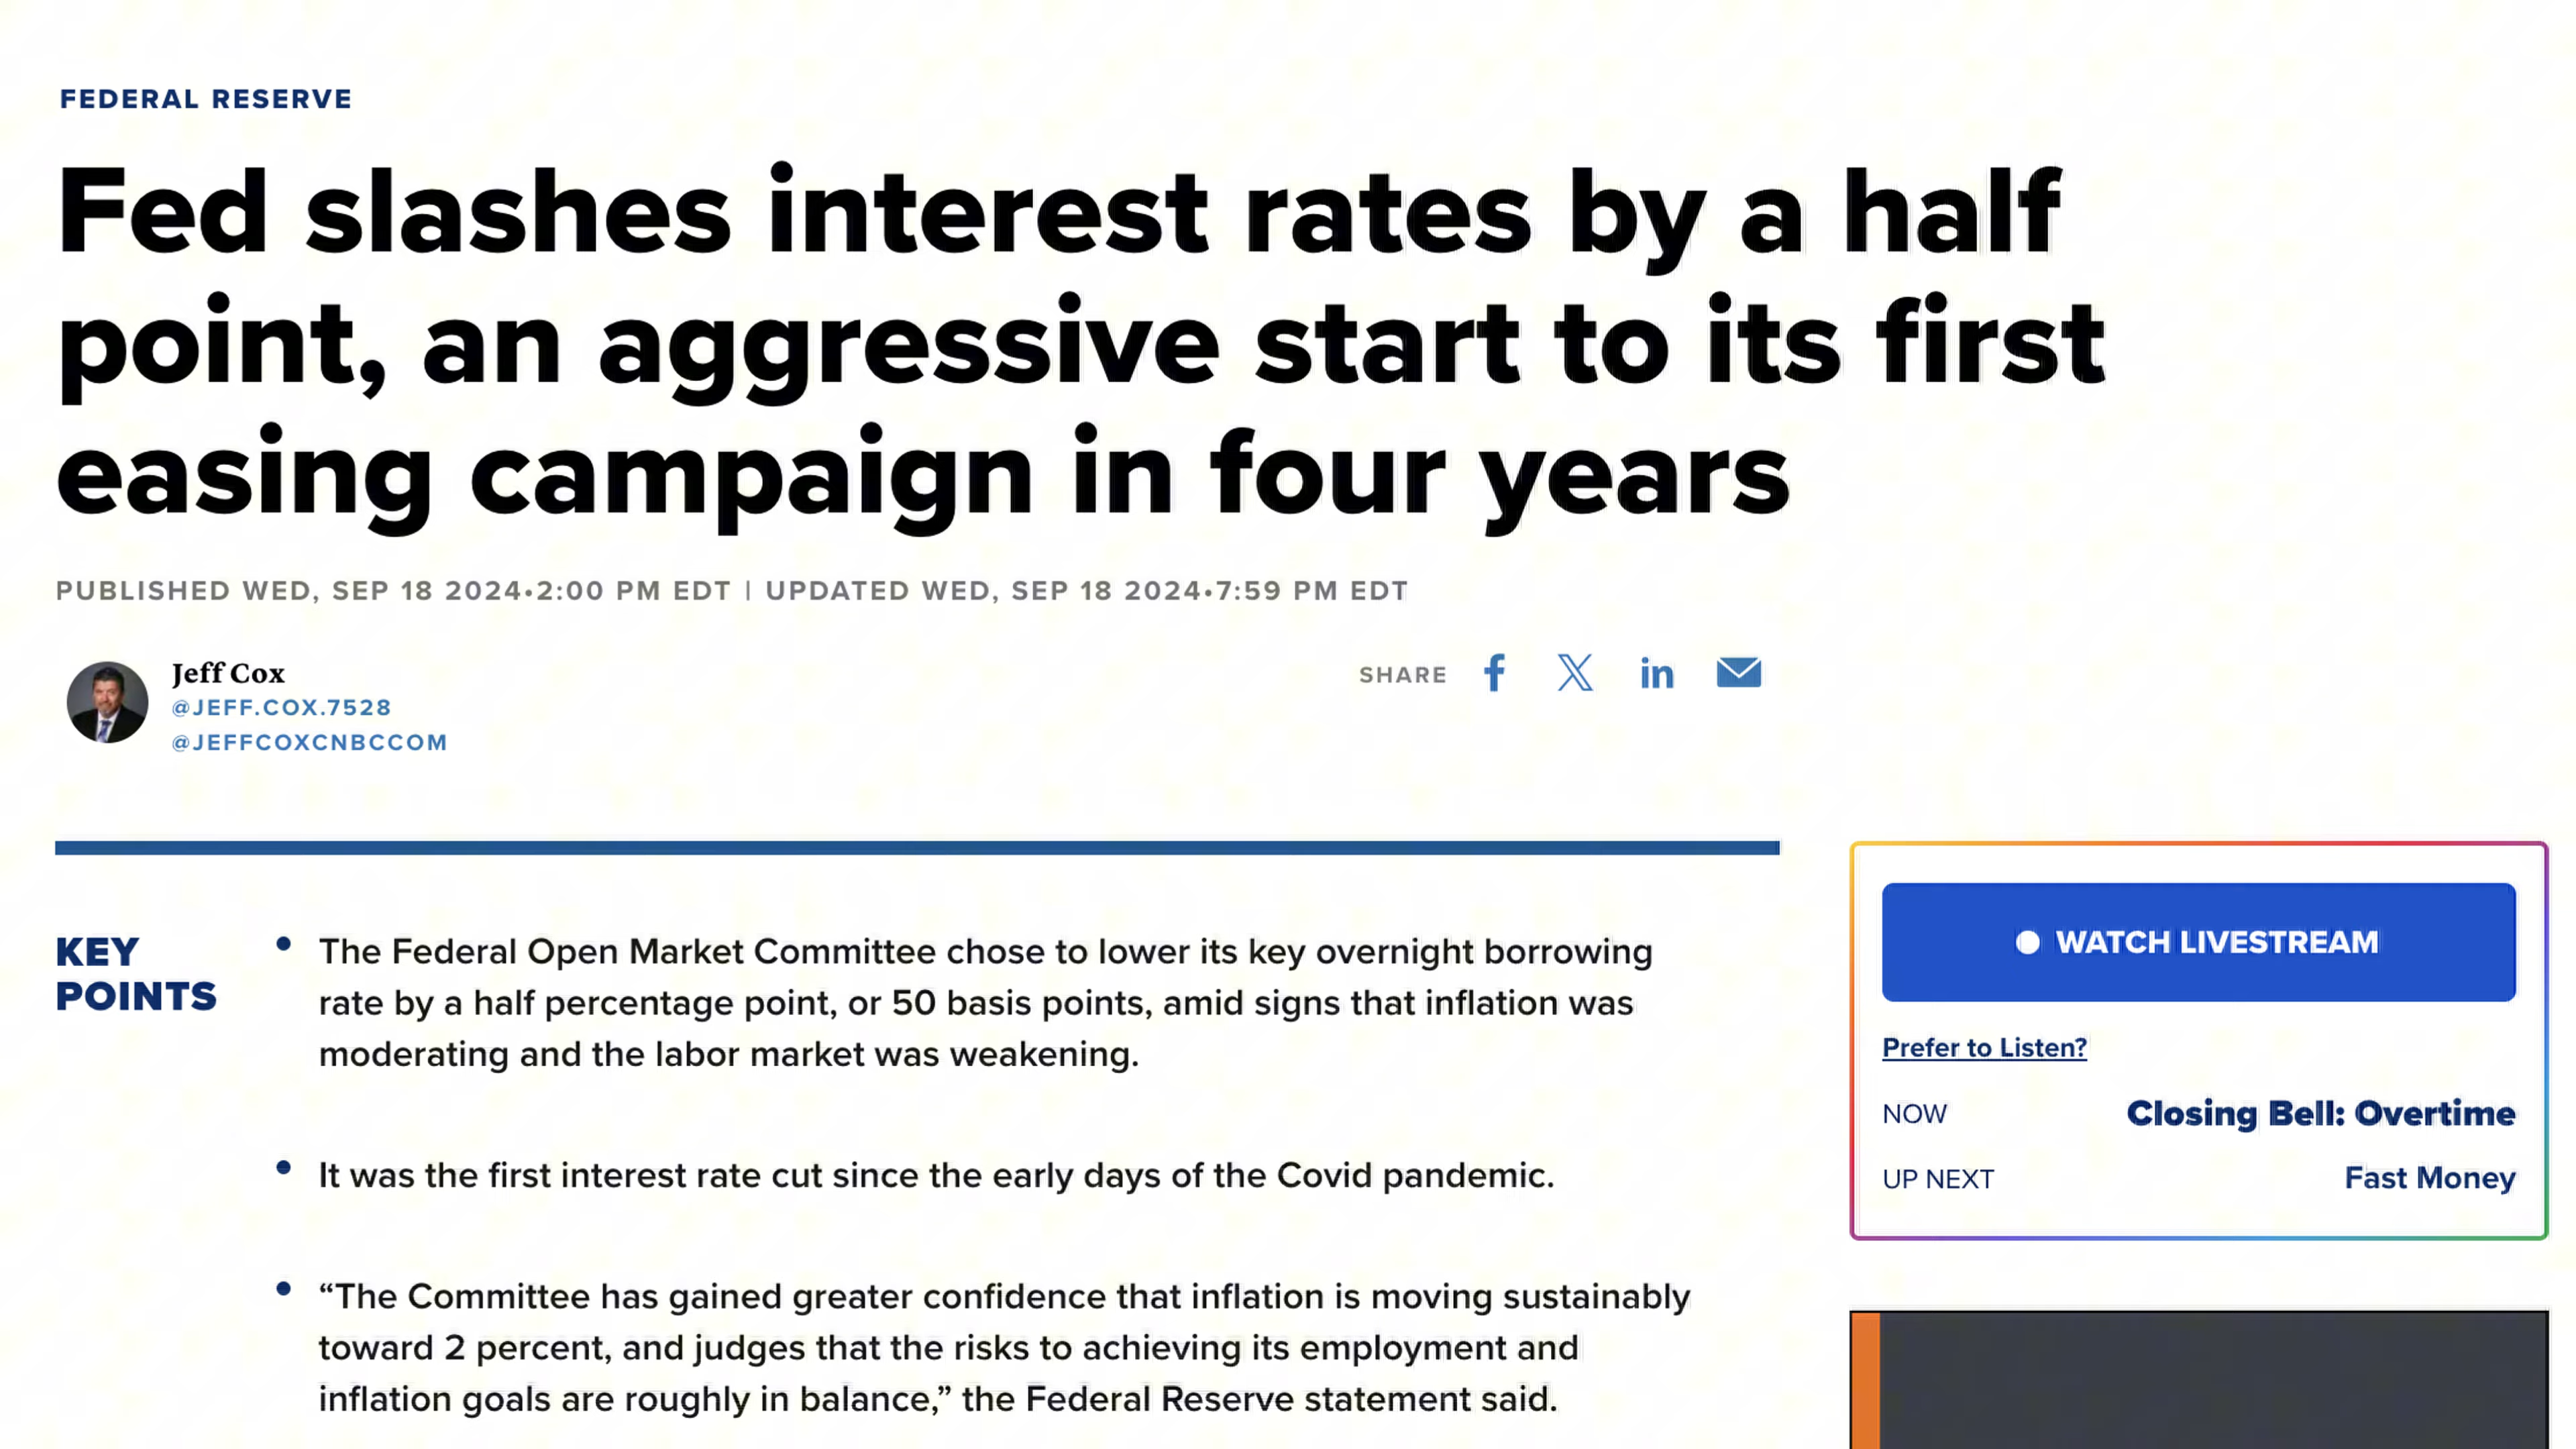 FEDERAL RESERVE
Fed slashes interest rates by a half
point, an aggressive start to its first
easing campaign in four years
PUBLISHED WED, SEP 18 2024•2:00 PM EDT | UPDATED WED, SEP 18 2024•7:59 PM EDT
Jeff Cox
@JEFF.COX.7528
@JEFFCOXCNBCCOM
SHARE
KEY
POINTS
• The Federal Open Market Committee chose to lower its key overnight borrowing
rate by a half percentage point, or 50 basis points, amid signs that inflation was
moderating and the labor market was weakening.
• It was the first interest rate cut since the early days of the Covid pandemic.
• “The Committee has gained greater confidence that inflation is moving sustainably
toward 2 percent, and judges that the risks to achieving its employment and
inflation goals are roughly in balance,” the Federal Reserve statement said.
WATCH LIVESTREAM
Prefer to Listen?
NOW Closing Bell: Overtime
UP NEXT Fast Money